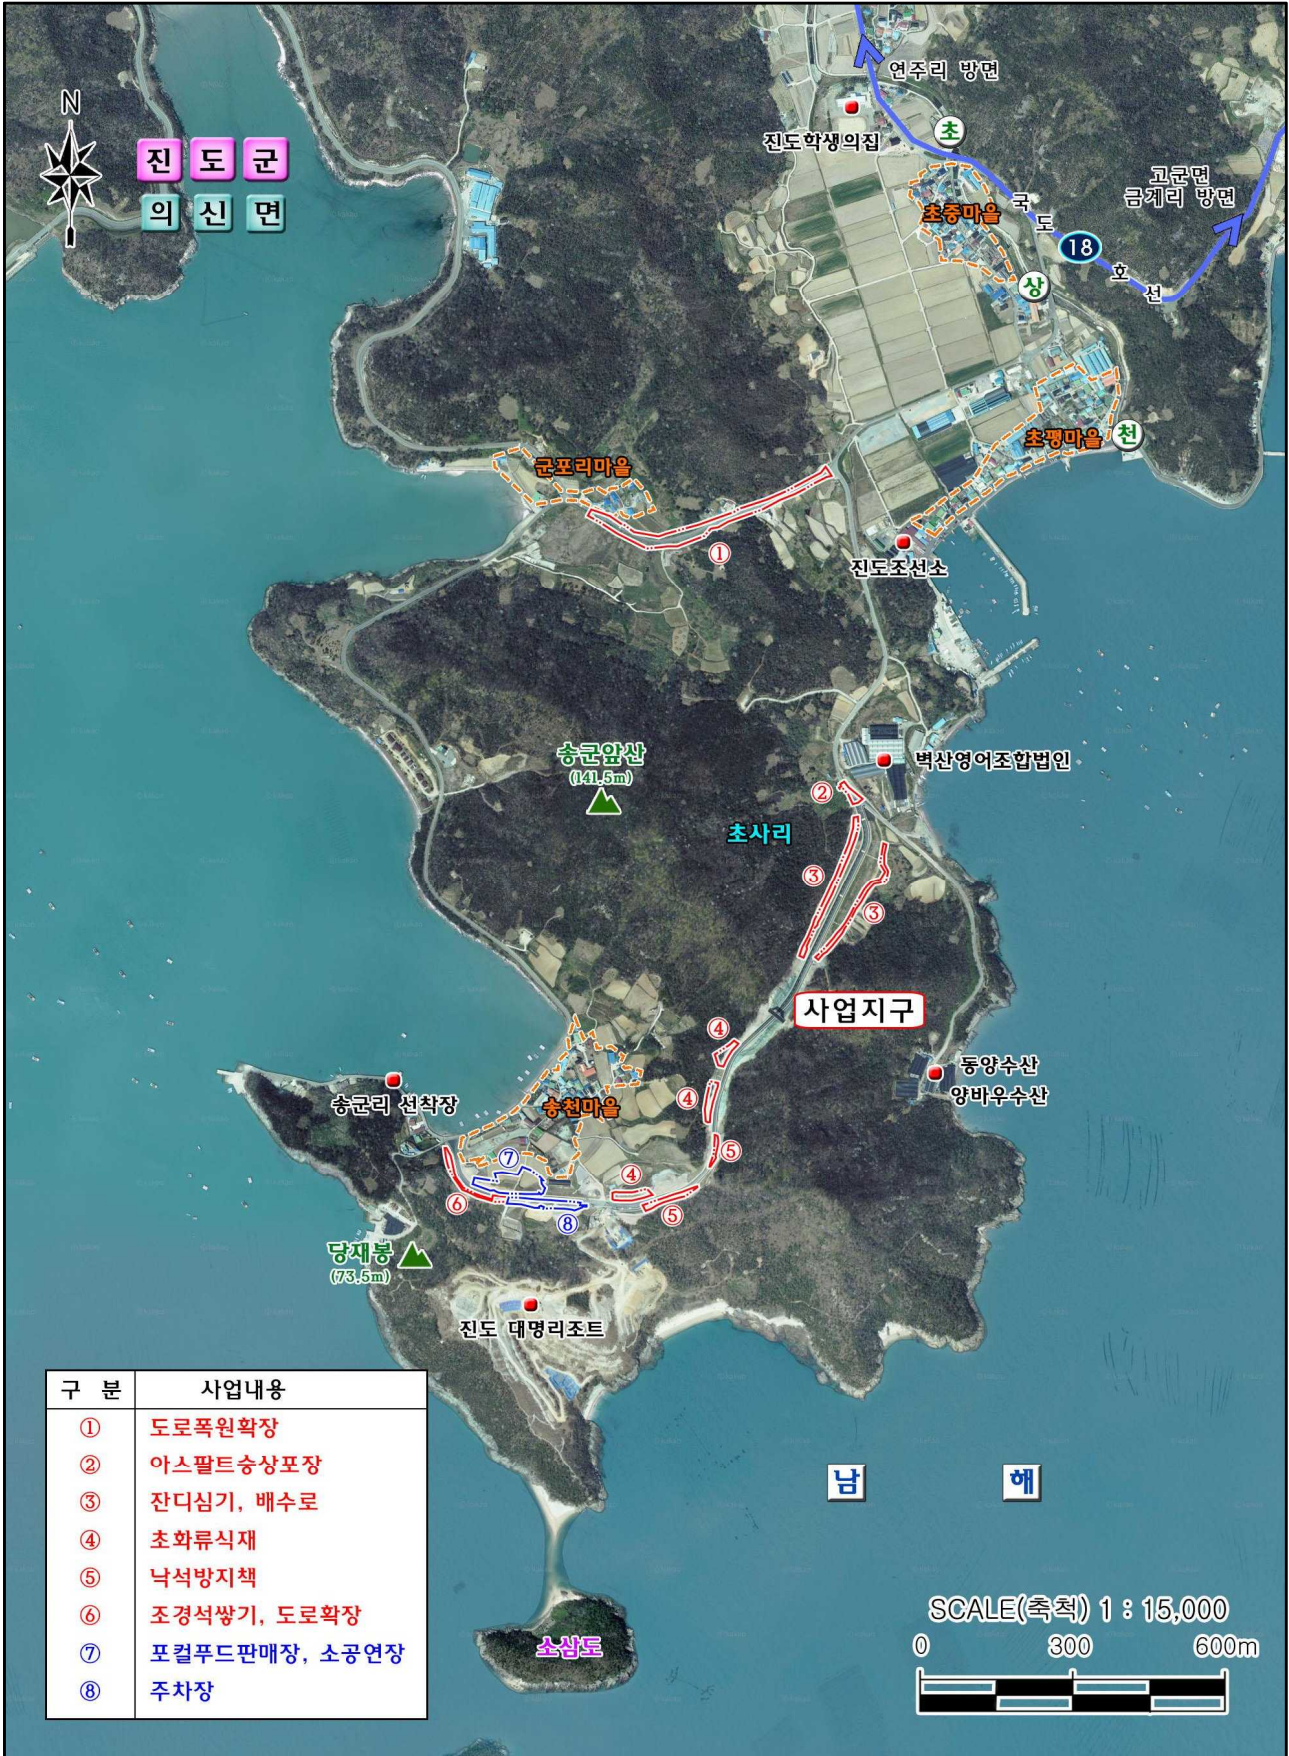 N
진도군
의신면
연주리 방면
진도학생의집
초
고군면
금계리 방면
초중마을
국도
18
호선
상
초평마을
천
군포리마을
①
진도조선소
송군앞산
(141.5m)
벽산영어조합법인
②
초사리
③
③
사업지구
④
동양수산
양바우수산
송군리 선착장
송천마을
④
⑤
⑦
④
⑥
⑧
⑤
당재봉
(73.5m)
진도 대명리조트
구 분 사업내용
① 도로폭원확장
② 아스팔트숭상포장
③ 잔디심기, 배수로
④ 초화류식재
⑤ 낙석방지책
⑥ 조경석쌓기, 도로확장
⑦ 포컬푸드판매장, 소공연장
⑧ 주차장
남 해
소삼도
SCALE(축척) 1 : 15,000
0 300 600m